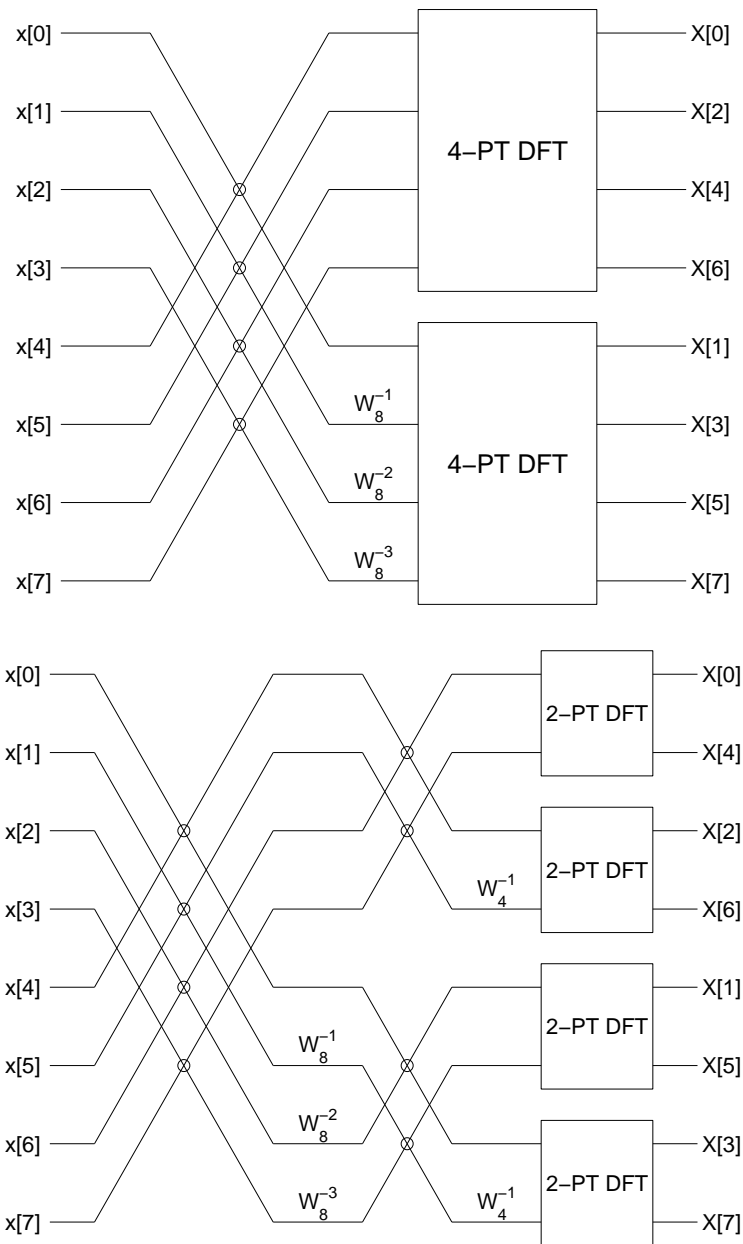 x[0] X[0]
x[1] X[2]
4–PT DFT
x[2] X[4]
x[3] X[6]
x[4] X[1]
W₈⁻¹
x[5] X[3]
4–PT DFT
W₈⁻²
x[6] X[5]
W₈⁻³
x[7] X[7]
x[0] X[0]
2–PT DFT
x[1] X[4]
x[2] X[2]
2–PT DFT
W₄⁻¹
x[3] X[6]
x[4] X[1]
2–PT DFT
W₈⁻¹
x[5] X[5]
W₈⁻²
x[6] X[3]
2–PT DFT
W₈⁻³ W₄⁻¹
x[7] X[7]